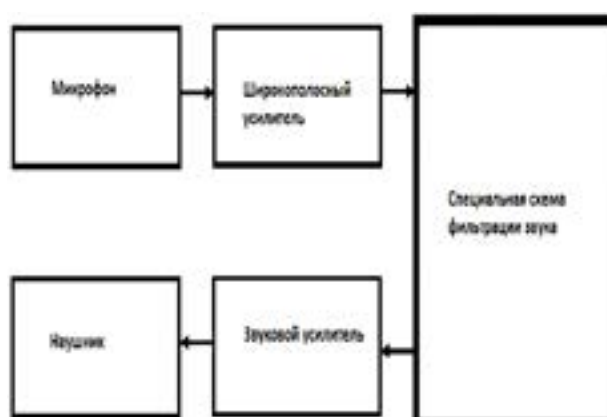 Микрофон
Широкополосный
усилитель
Специальная схема
фильтрации звука
Звуковой усилитель
Наушник